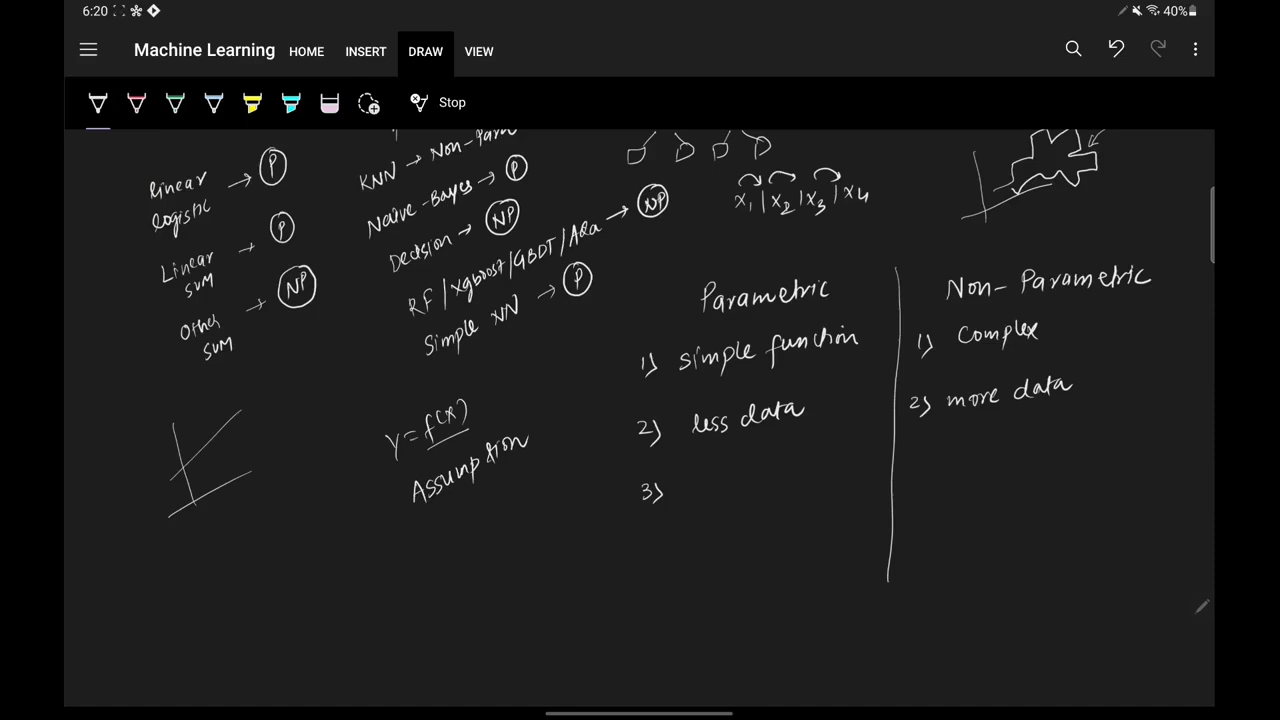 6:20
40%
Machine Learning HOME INSERT DRAW VIEW
Stop
Linear
logistic → P
Linear
SVM → P
Other
SVM → NP
KNN → Non-Para
Naive-Bayes → P
Decision → NP
RF / Xgboost / GBDT / Ada → NP
Simple NN → P
x1 | x2 | x3 | x4
Y = f(x)
Assumption
Parametric
1) simple function
2) less data
3)
Non-Parametric
1) Complex
2) more data